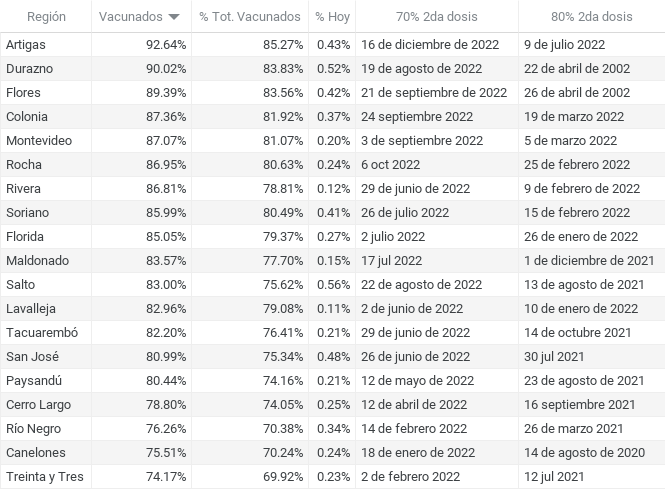 Región Vacunados % Tot. Vacunados % Hoy 70% 2da dosis 80% 2da dosis
Artigas 92.64% 85.27% 0.43% 16 de diciembre de 2022 9 de julio 2022
Durazno 90.02% 83.83% 0.52% 19 de agosto de 2022 22 de abril de 2002
Flores 89.39% 83.56% 0.42% 21 de septiembre de 2022 26 de abril de 2002
Colonia 87.36% 81.92% 0.37% 24 septiembre 2022 19 de marzo de 2022
Montevideo 87.07% 81.07% 0.20% 3 de septiembre 2022 5 de marzo 2022
Rocha 86.95% 80.63% 0.24% 6 oct 2022 25 de febrero 2022
Rivera 86.81% 78.81% 0.12% 29 de junio de 2022 9 de febrero de 2022
Soriano 85.99% 80.49% 0.41% 26 de julio 2022 15 de febrero 2022
Florida 85.05% 79.37% 0.27% 2 julio 2022 26 de enero de 2022
Maldonado 83.57% 77.70% 0.15% 17 jul 2022 1 de diciembre de 2021
Salto 83.00% 75.62% 0.56% 22 de agosto de 2022 13 de agosto de 2021
Lavalleja 82.96% 79.08% 0.11% 2 de junio de 2022 10 de enero de 2022
Tacuarembó 82.20% 76.41% 0.21% 29 de junio de 2022 14 de octubre 2021
San José 80.99% 75.34% 0.48% 26 de junio de 2022 30 jul 2021
Paysandú 80.44% 74.16% 0.21% 12 de mayo de 2022 23 de agosto de 2021
Cerro Largo 78.80% 74.05% 0.25% 12 de abril de 2022 16 septiembre 2021
Río Negro 76.26% 70.38% 0.34% 14 de febrero 2022 26 de marzo 2021
Canelones 75.51% 70.24% 0.24% 18 de enero de 2022 14 de agosto de 2020
Treinta y Tres 74.17% 69.92% 0.23% 2 de febrero 2022 12 jul 2021